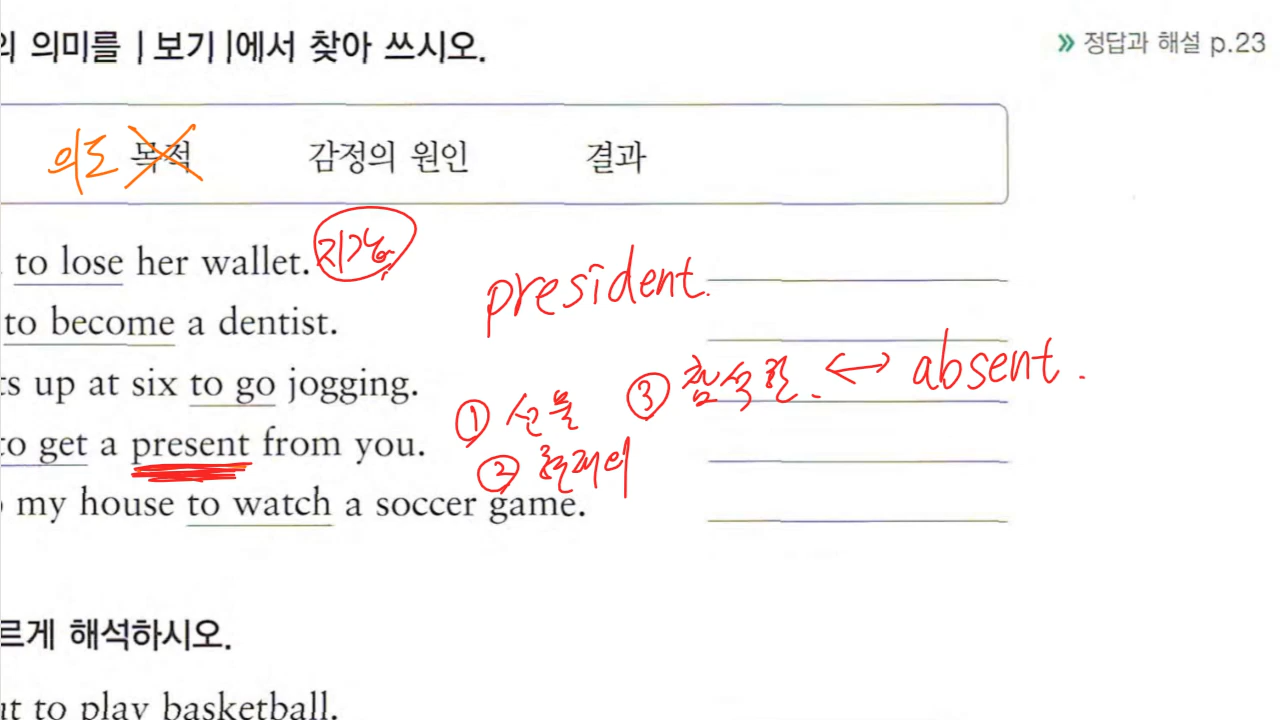 의 의미를 | 보기 |에서 찾아 쓰시오.
>> 정답과 해설 p.23
의도 목적 감정의 원인 결과
to lose her wallet. 지갑
president.
to become a dentist.
ts up at six to go jogging.
① 선물 ③ 참석한. ↔ absent.
to get a present from you.
② 현재의
my house to watch a soccer game.
르게 해석하시오.
ut to play basketball.